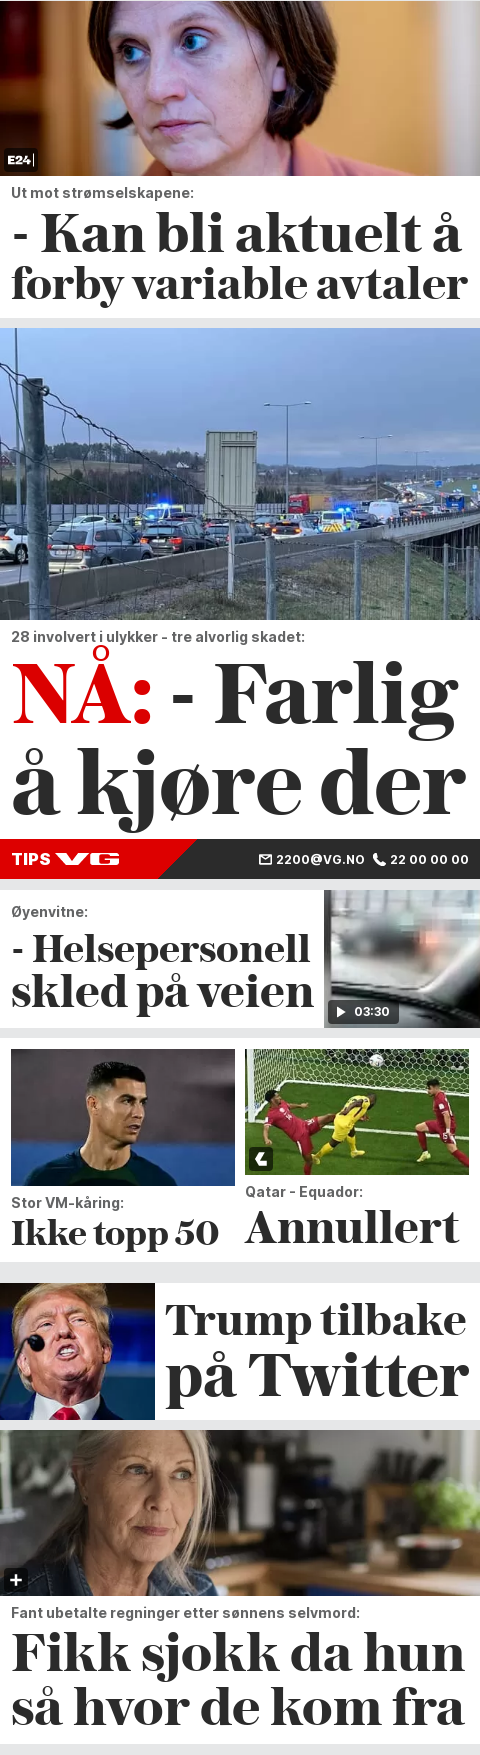 E24
Ut mot strømselskapene:
- Kan bli aktuelt å
forby variable avtaler
28 involvert i ulykker - tre alvorlig skadet:
NÅ: - Farlig
å kjøre der
TIPS VG 2200@VG.NO 22 00 00 00
Øyenvitne:
- Helsepersonell
skled på veien
03:30
Stor VM-kåring:
Ikke topp 50
Qatar - Equador:
Annullert
Trump tilbake
på Twitter
Fant ubetalte regninger etter sønnens selvmord:
Fikk sjokk da hun
så hvor de kom fra